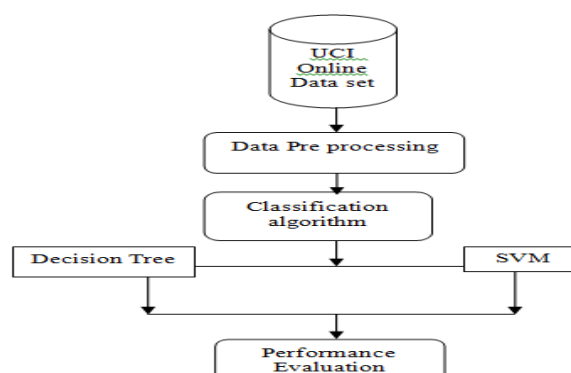 UCI
Online
Data set
Data Pre processing
Classification
algorithm
Decision Tree
SVM
Performance
Evaluation